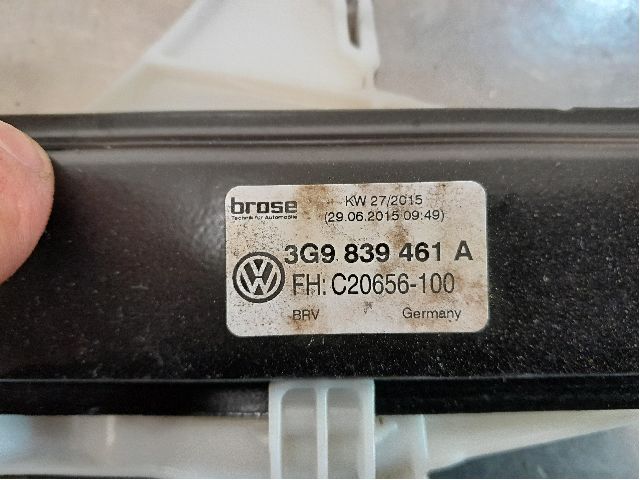 brose
Technik für Automobile
KW 27/2015
(29.06.2015 09:49)
3G9 839 461 A
FH: C20656-100
BRV Germany